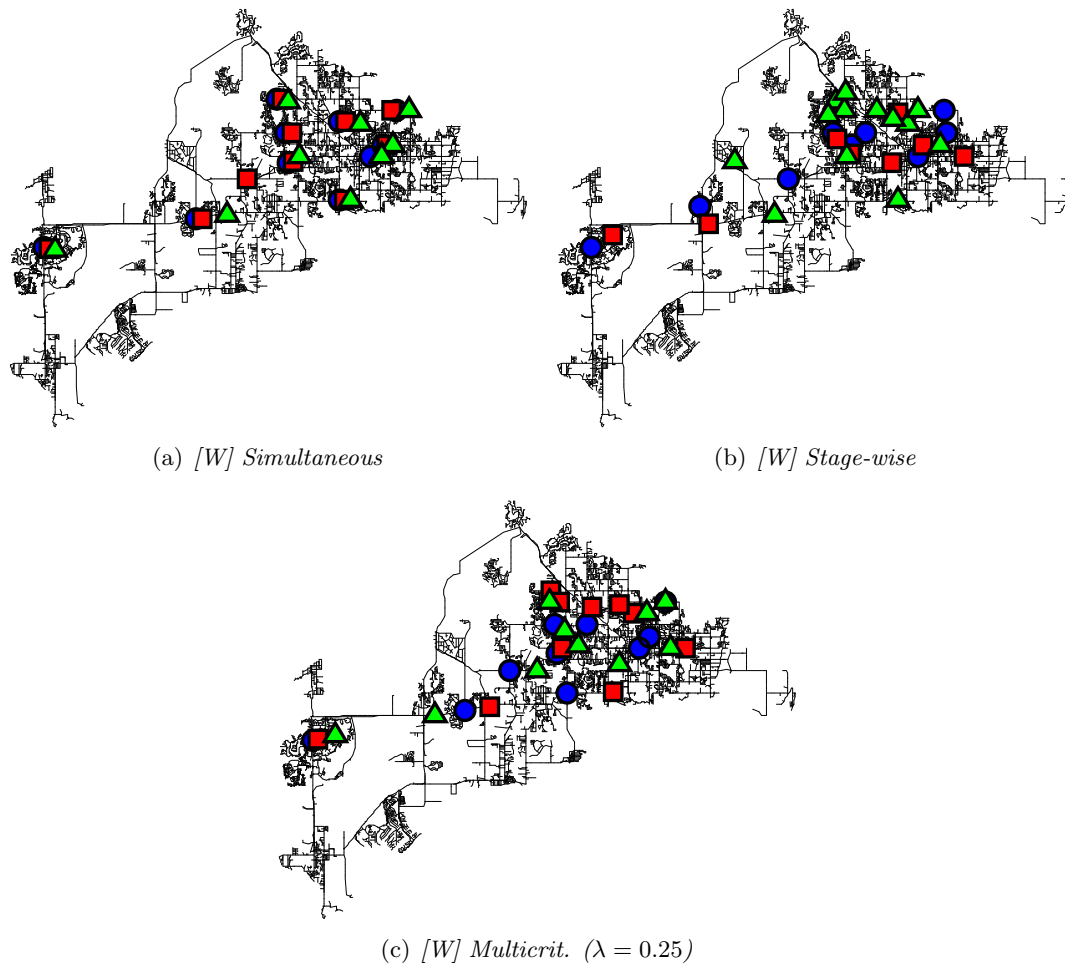 (a) [W] Simultaneous
(b) [W] Stage-wise
(c) [W] Multicrit. (λ = 0.25)